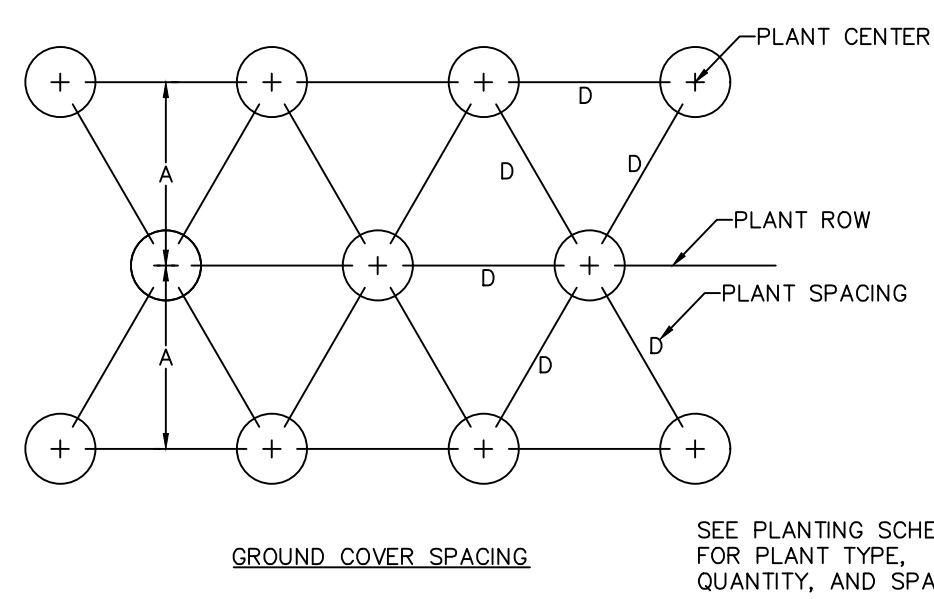 PLANT CENTER
D
A
D
D
PLANT ROW
D
PLANT SPACING
D
A
D
GROUND COVER SPACING
SEE PLANTING SCHE
FOR PLANT TYPE,
QUANTITY, AND SPA